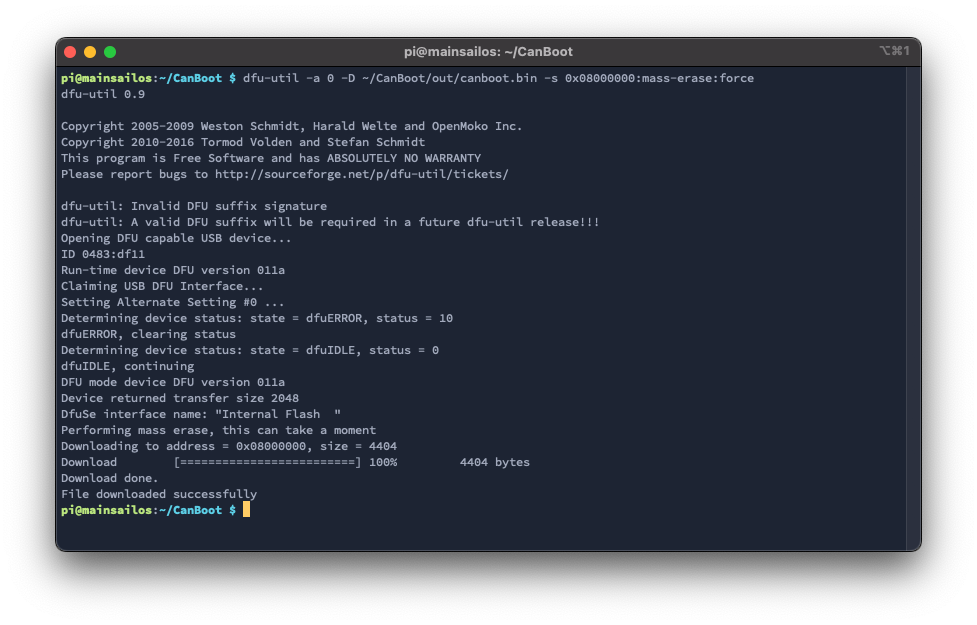 pi@mainsailos: ~/CanBoot
⌥⌘1
pi@mainsailos:~/CanBoot $ dfu-util -a 0 -D ~/CanBoot/out/canboot.bin -s 0x08000000:mass-erase:force
dfu-util 0.9
Copyright 2005-2009 Weston Schmidt, Harald Welte and OpenMoko Inc.
Copyright 2010-2016 Tormod Volden and Stefan Schmidt
This program is Free Software and has ABSOLUTELY NO WARRANTY
Please report bugs to http://sourceforge.net/p/dfu-util/tickets/
dfu-util: Invalid DFU suffix signature
dfu-util: A valid DFU suffix will be required in a future dfu-util release!!!
Opening DFU capable USB device...
ID 0483:df11
Run-time device DFU version 011a
Claiming USB DFU Interface...
Setting Alternate Setting #0 ...
Determining device status: state = dfuERROR, status = 10
dfuERROR, clearing status
Determining device status: state = dfuIDLE, status = 0
dfuIDLE, continuing
DFU mode device DFU version 011a
Device returned transfer size 2048
DfuSe interface name: "Internal Flash  "
Performing mass erase, this can take a moment
Downloading to address = 0x08000000, size = 4404
Download        [=========================] 100%         4404 bytes
Download done.
File downloaded successfully
pi@mainsailos:~/CanBoot $